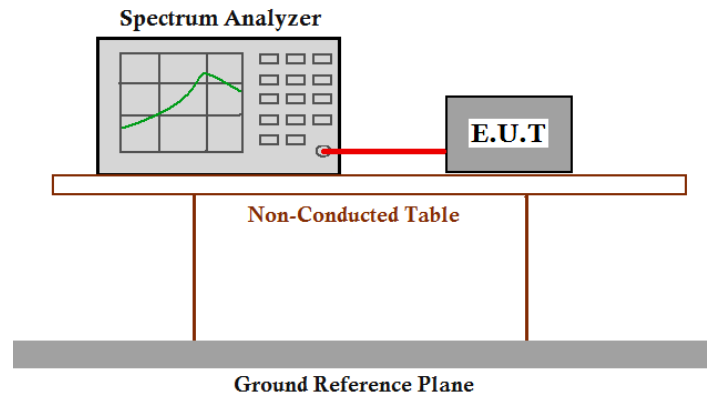 Spectrum Analyzer
E.U.T
Non-Conducted Table
Ground Reference Plane